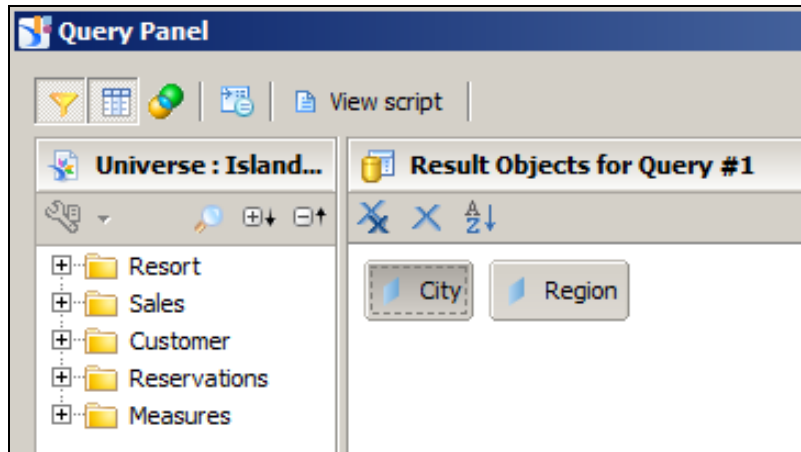 Query Panel
View script
Universe : Island...
Result Objects for Query #1
A
Z
City
Region
Resort
Sales
Customer
Reservations
Measures